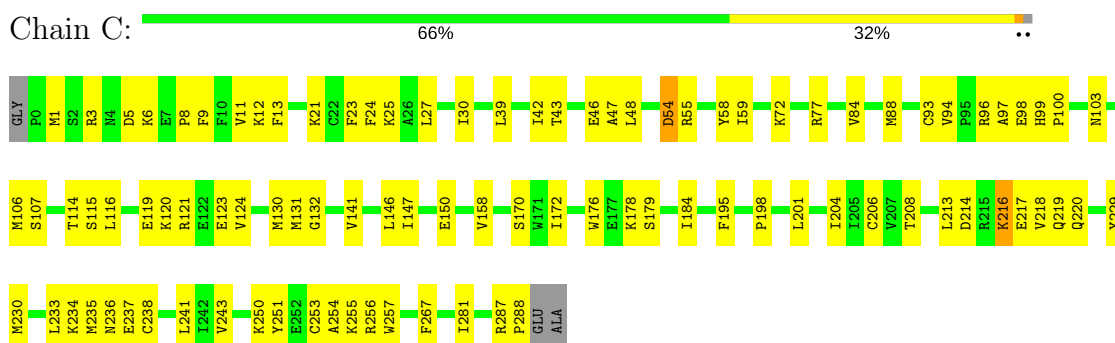 Chain C:
66% 32% ••
GLY P0 M1 S2 R3 N4 D5 K6 E7 P8 F9 F10 V11 K12 F13 K21 C22 F23 F24 K25 A26 L27 I30 L39 I42 T43 E46 A47 L48 D54 R55 Y58 I59 K72 R77 V84 M88 C93 V94 P95 R96 A97 E98 H99 P100 N103
M106 S107 T114 S115 L116 E119 K120 R121 E122 E123 V124 M130 M131 G132 V141 L146 I147 E150 V158 S170 W171 I172 W176 E177 K178 S179 I184 F195 P198 L201 I204 I205 C206 V207 T208 L213 D214 R215 K216 E217 V218 Q219 Q220
M230 L233 K234 M235 N236 E237 C238 L241 I242 V243 K250 Y251 E252 C253 A254 K255 R256 W257 F267 I281 R287 P288 GLU ALA